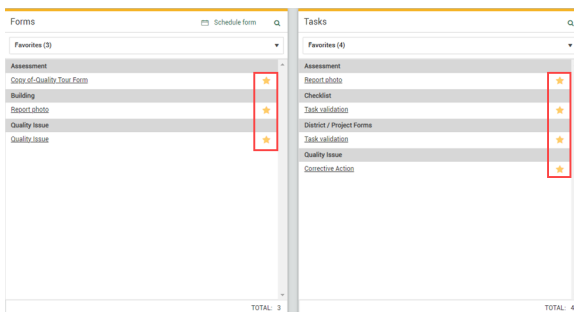 Forms
Schedule form
Favorites (3)
Assessment
Copy of-Quality Tour Form
Building
Report photo
Quality Issue
Quality Issue
TOTAL: 3
Tasks
Favorites (4)
Assessment
Report photo
Checklist
Task validation
District / Project Forms
Task validation
Quality Issue
Corrective Action
TOTAL: 4